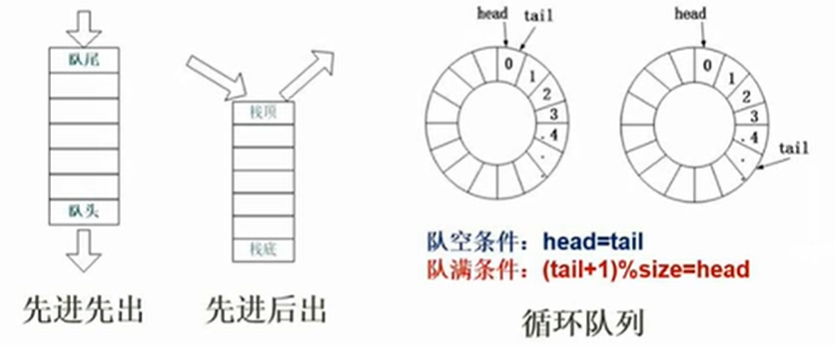 队尾
队头
先进先出
栈顶
栈底
先进后出
head tail
0
1
2
3
.4
.
.
head
0
1
2
3
.4
.
.
tail
队空条件：head=tail
队满条件：(tail+1)%size=head
循环队列